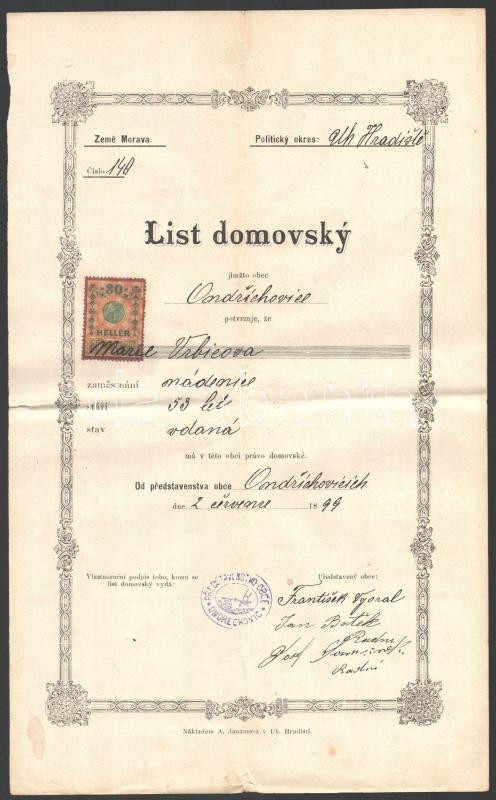 Země Morava.
Politický okres: Uh Hradiště
Číslo 140
List domovský
jímžto obec
Ondřichovice
potvrzuje, že
30
HELLER
Marie Vrbicova
zaměstnání nádenice
stáří 53 let
stav vdaná
má v této obci právo domovské.
Od představenstva obce Ondřichovicích
dne 2 července 1899
Vlastnoruční podpis toho, komu se
list domovský vydá:
Představený obce:
František Vyoral
Jan
Radní
Josef
Radní
Nákladem A. Janauera v Uh. Hradišti.